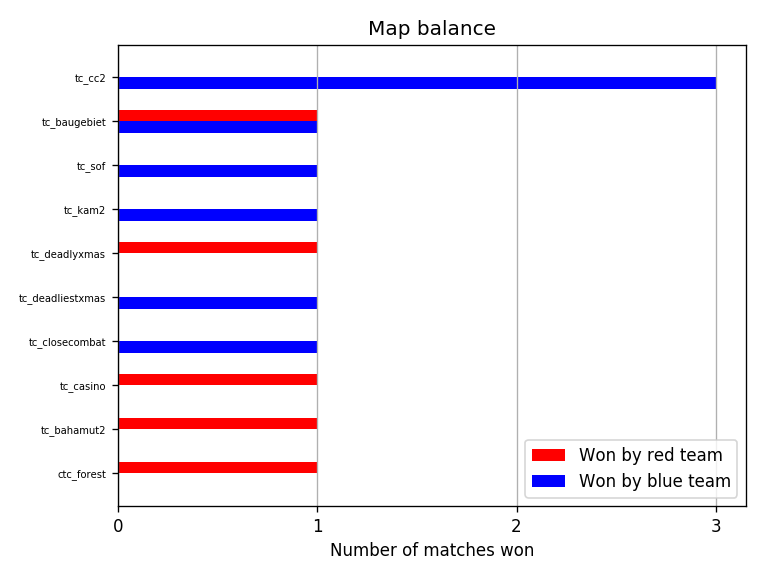 Map balance
tc_cc2
tc_baugebiet
tc_sof
tc_kam2
tc_deadlyxmas
tc_deadliestxmas
tc_closecombat
tc_casino
tc_bahamut2
ctc_forest
Won by red team
Won by blue team
0 1 2 3
Number of matches won